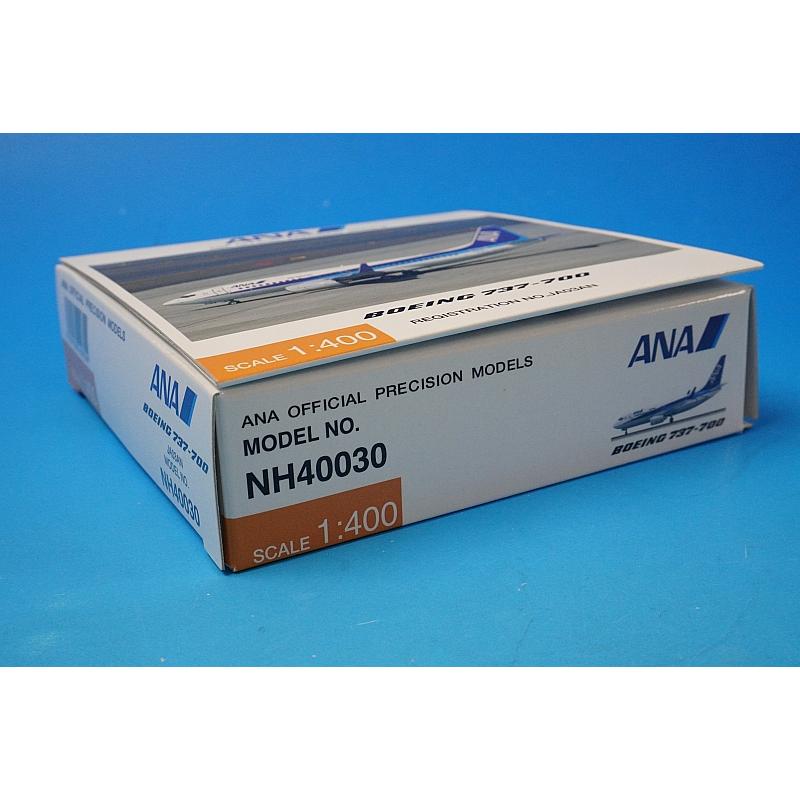 ANA
BOEING 737-700
REGISTRATION NO. JA03AN
SCALE 1:400
ANA OFFICIAL PRECISION MODELS
ANA
BOEING 737-700
JA03AN
MODEL NO.
NH40030
ANA OFFICIAL PRECISION MODELS
MODEL NO.
NH40030
SCALE 1:400
ANA
BOEING 737-700